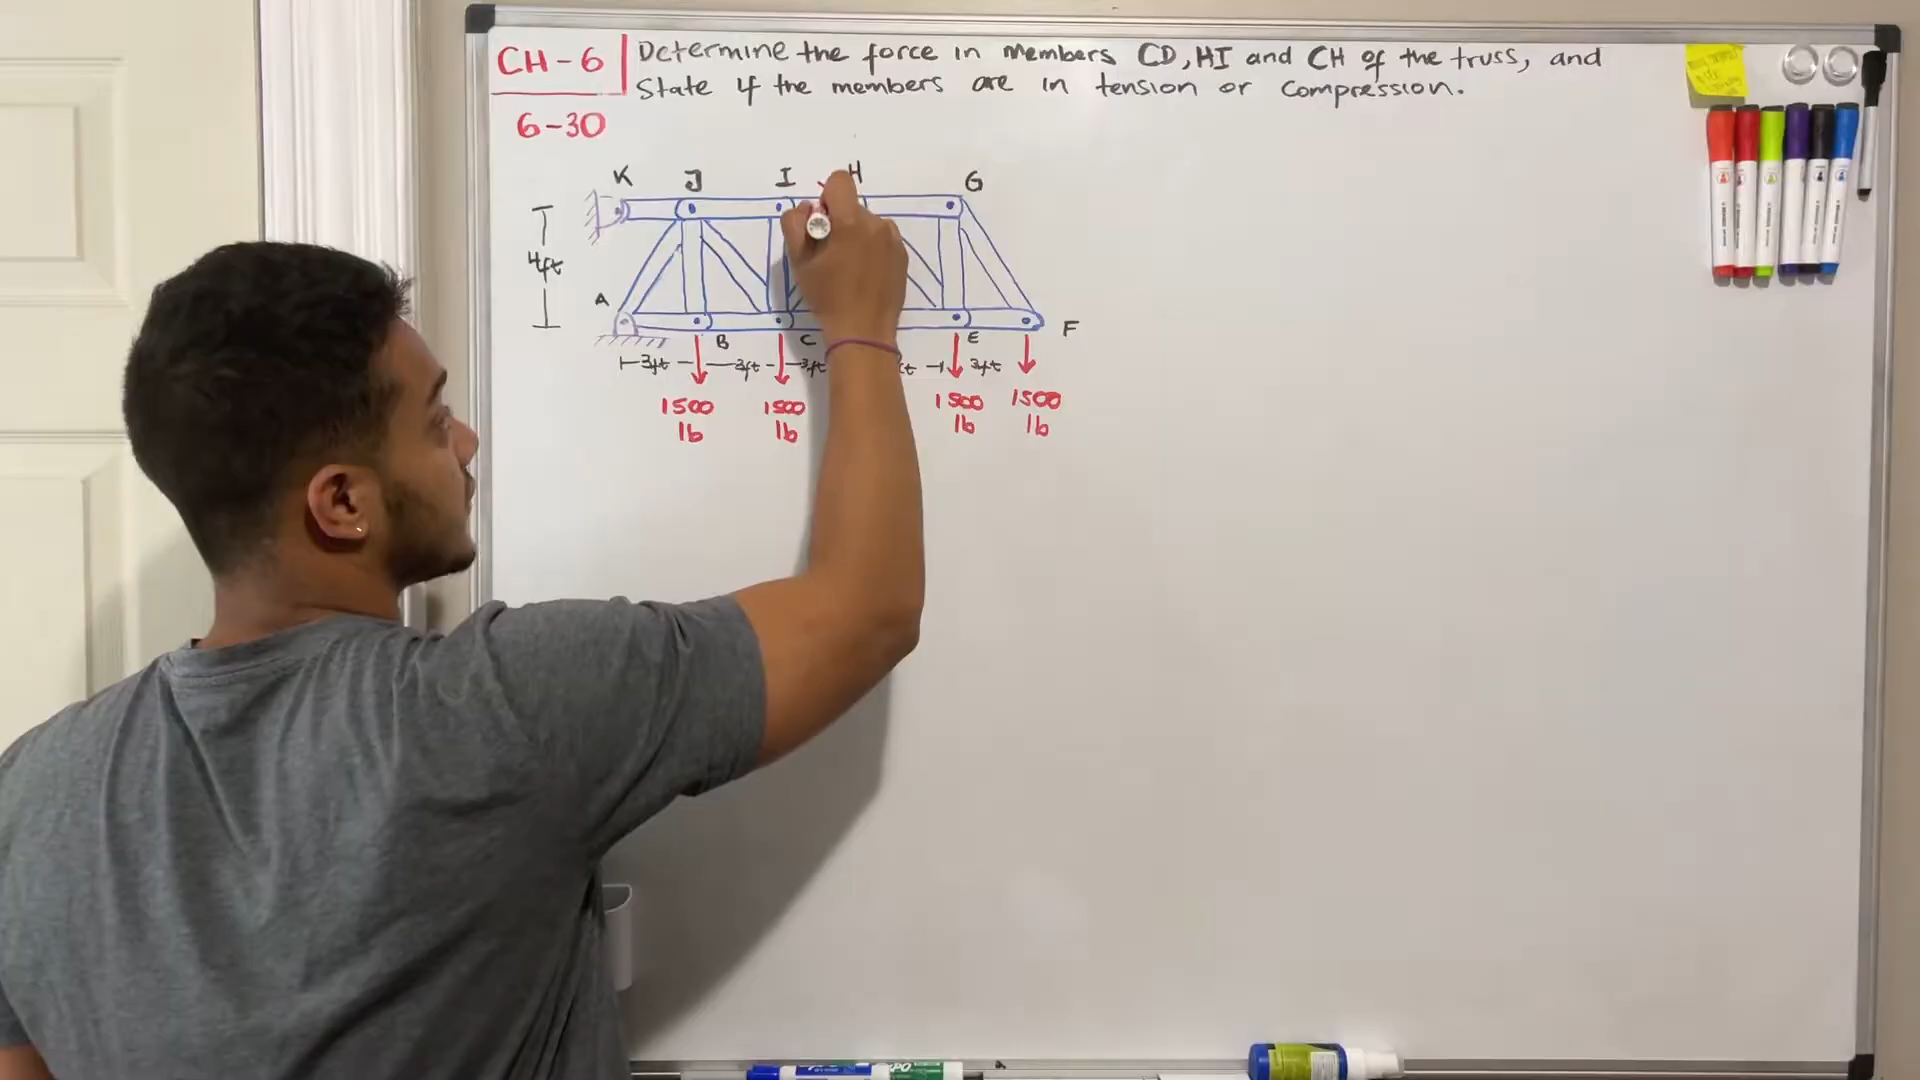 CH-6
Determine the force in members CD, HI and CH of the truss, and
State if the members are in tension or compression.
6-30
K J I H G
4ft
A
B C E F
3ft 3ft 3ft 3ft
1500 1500 1500 1500
lb lb lb lb